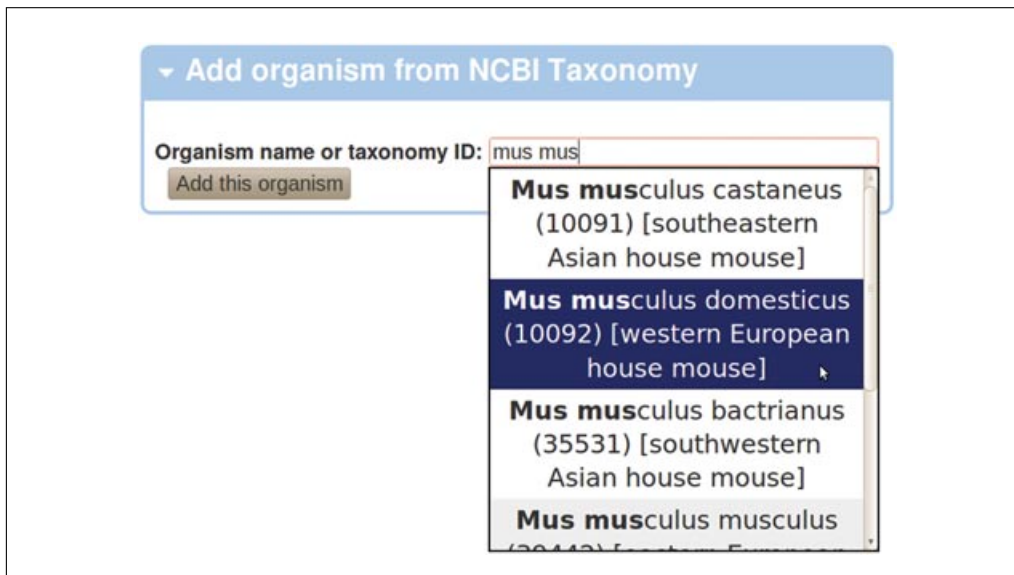 Add organism from NCBI Taxonomy
Organism name or taxonomy ID: mus mus
Add this organism
Mus musculus castaneus
(10091) [southeastern
Asian house mouse]
Mus musculus domesticus
(10092) [western European
house mouse]
Mus musculus bactrianus
(35531) [southwestern
Asian house mouse]
Mus musculus musculus